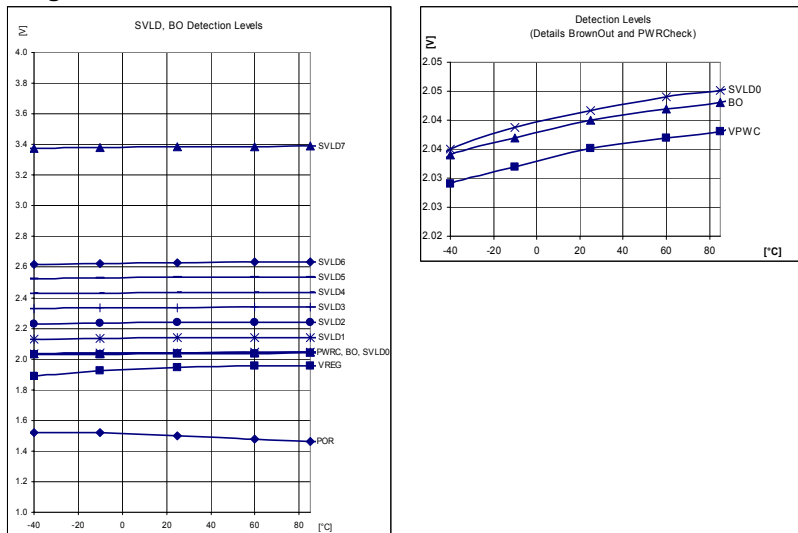 SVLD, BO Detection Levels
[V]
4.0
3.8
3.6
3.4
3.2
3.0
2.8
2.6
2.4
2.2
2.0
1.8
1.6
1.4
1.2
1.0
SVLD7
SVLD6
SVLD5
SVLD4
SVLD3
SVLD2
SVLD1
PWRC, BO, SVLD0
VREG
POR
-40 -20 0 20 40 60 80 [°C]
Detection Levels
(Details BrownOut and PWRCheck)
[V]
2.05
2.05
2.04
2.04
2.03
2.03
2.02
SVLD0
BO
VPWC
-40 -20 0 20 40 60 80 [°C]